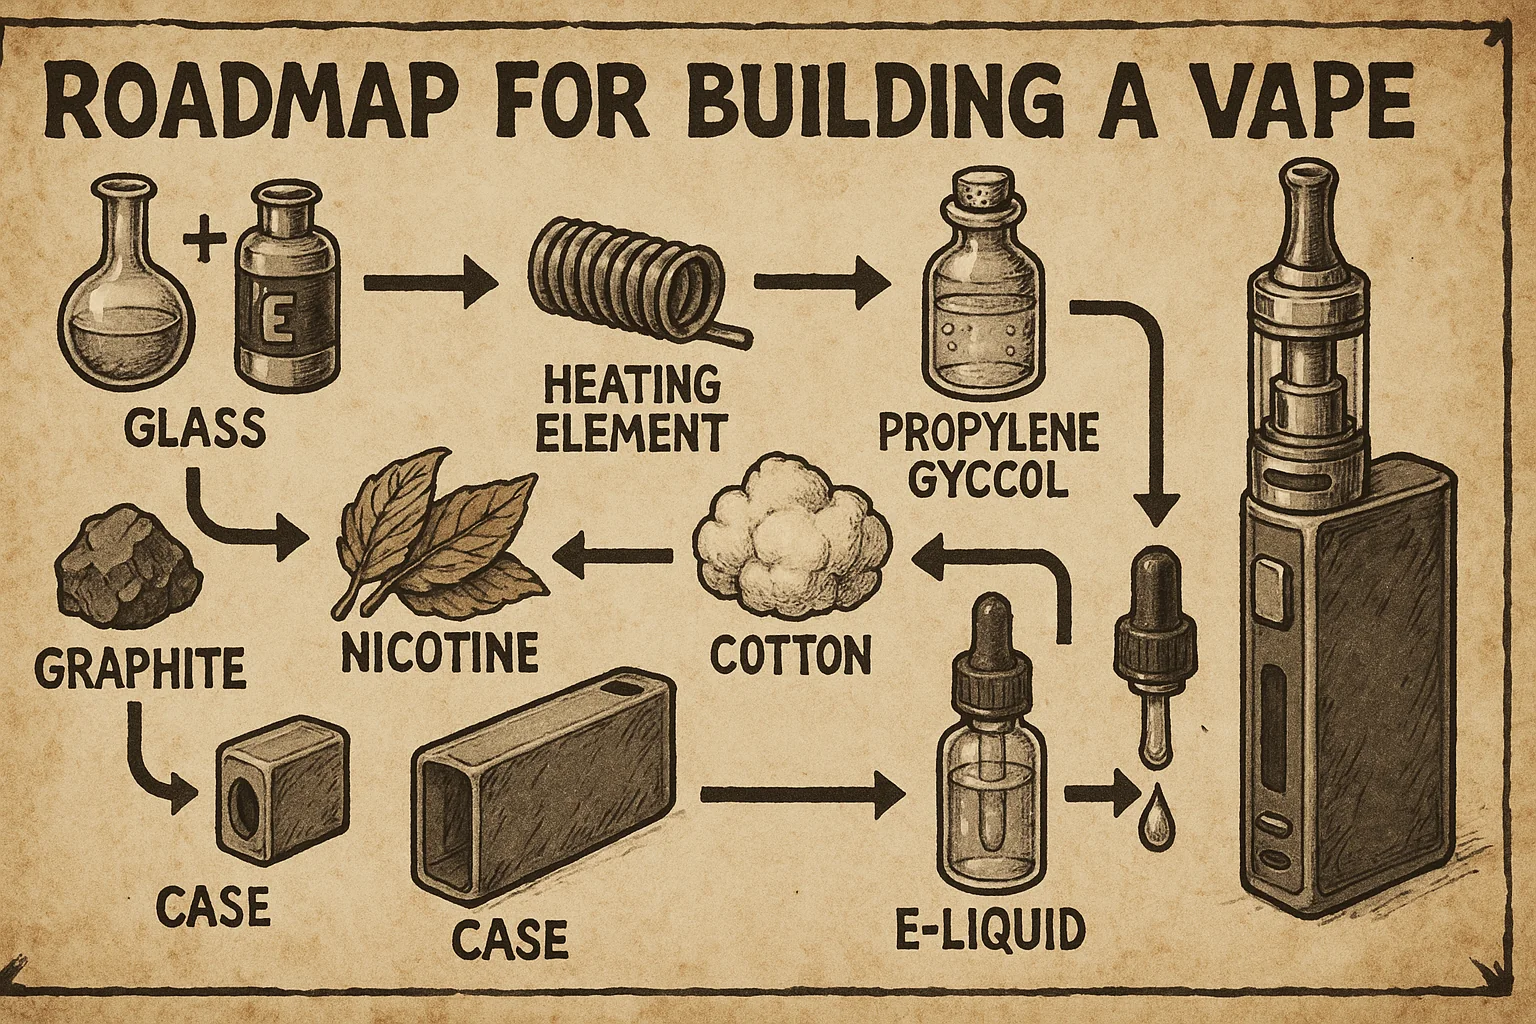 ROADMAP FOR BUILDING A VAPE
+
E
GLASS
HEATING
ELEMENT
PROPYLENE
GYCCOL
GRAPHITE
NICOTINE
COTTON
CASE
CASE
E-LIQUID